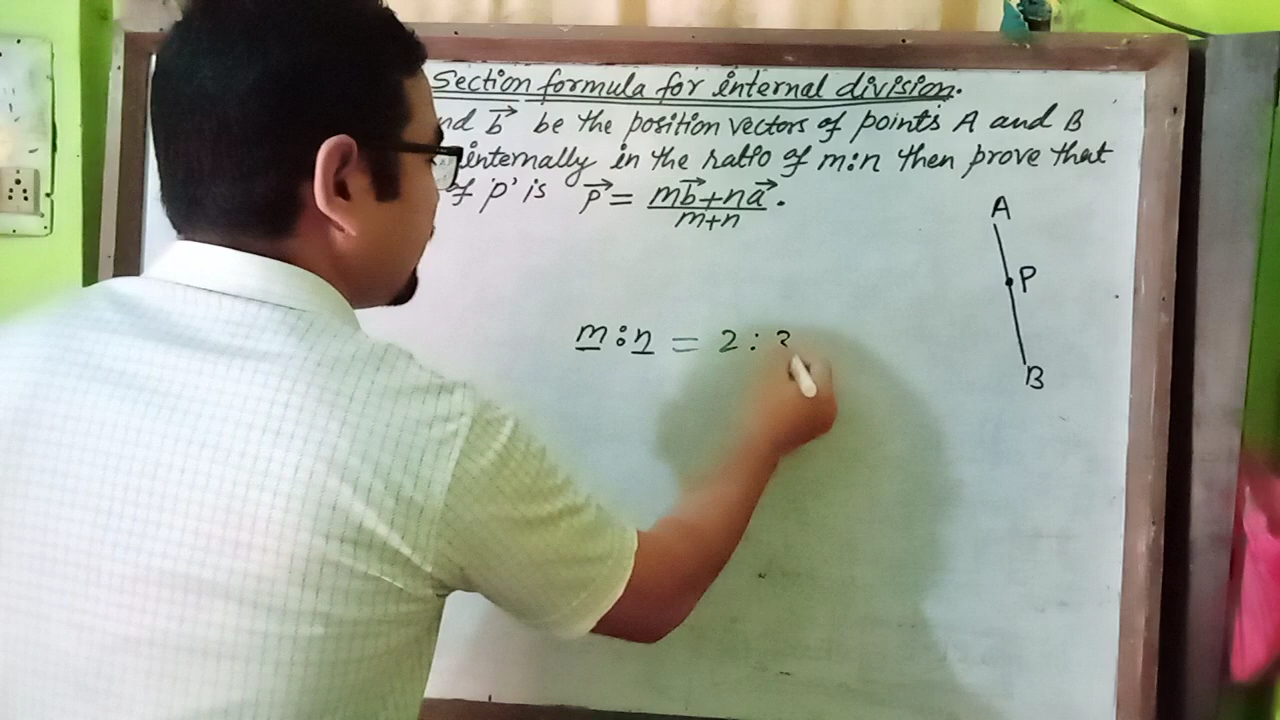 Section formula for internal division.
nd b⃗ be the position vectors of points A and B
internally in the ratio of m:n then prove that
of 'p' is p⃗ = mb⃗+na⃗ .
m+n
A
P
m:n = 2:
B